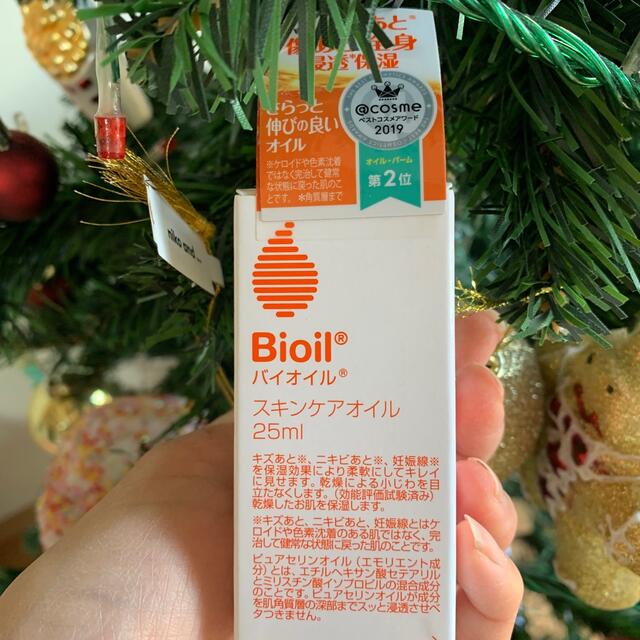 浸透*保湿
さらっと
伸びの良い
オイル
※ケロイドや色素沈着
ではなく完治して健常
な状態に戻った肌のこ
とです。 *角質層まで
@cosme
ベストコスメアワード
2019
オイル・バーム
第2位
niko and ...
Bioil®
バイオイル®
スキンケアオイル
25ml
キズあと※、ニキビあと※、妊娠線※
を保湿効果により柔軟にしてキレイ
に見せます。乾燥による小じわを目
立たなくします。(効能評価試験済み)
乾燥したお肌を保湿します。
※キズあと、ニキビあと、妊娠線とはケ
ロイドや色素沈着のある肌ではなく、完
治して健常な状態に戻った肌のことです。
ピュアセリンオイル(エモリエント成
分)とは、エチルヘキサン酸セテアリル
とミリスチン酸イソプロピルの混合成分
のことです。ピュアセリンオイルが成分
を肌角質層の深部までスッと浸透させベ
タつきません。